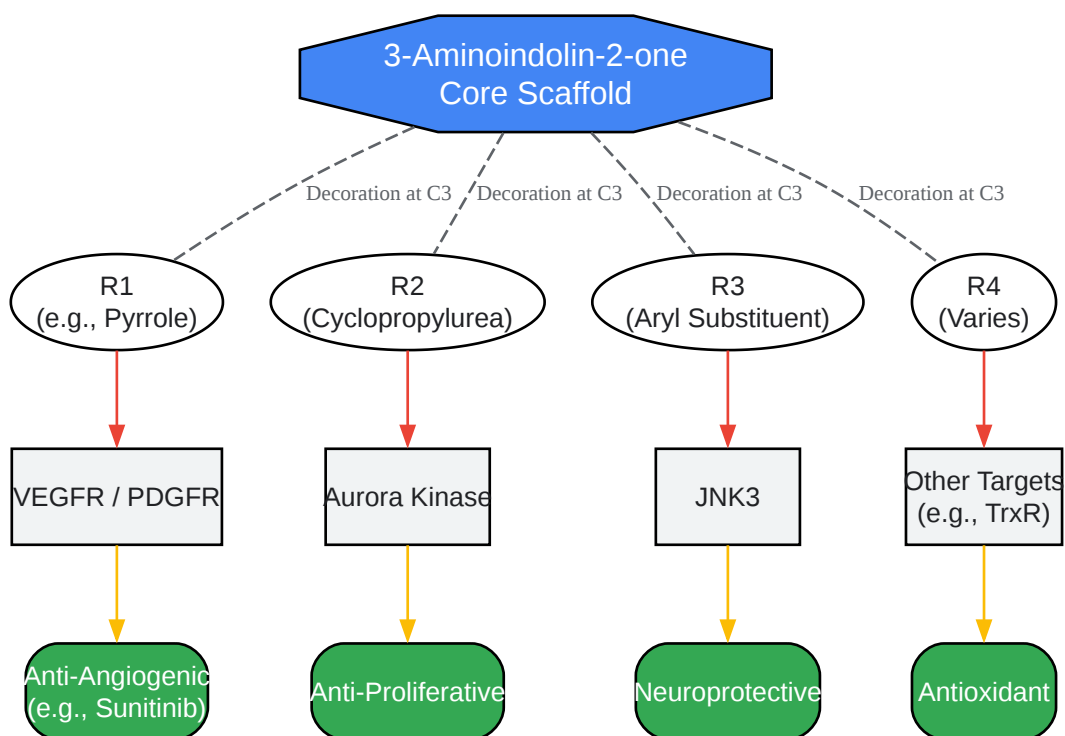 3-Aminoindolin-2-one
Core Scaffold
Decoration at C3
Decoration at C3
Decoration at C3
Decoration at C3
R1
(e.g., Pyrrole)
R2
(Cyclopropylurea)
R3
(Aryl Substituent)
R4
(Varies)
VEGFR / PDGFR
Aurora Kinase
JNK3
Other Targets
(e.g., TrxR)
Anti-Angiogenic
(e.g., Sunitinib)
Anti-Proliferative
Neuroprotective
Antioxidant